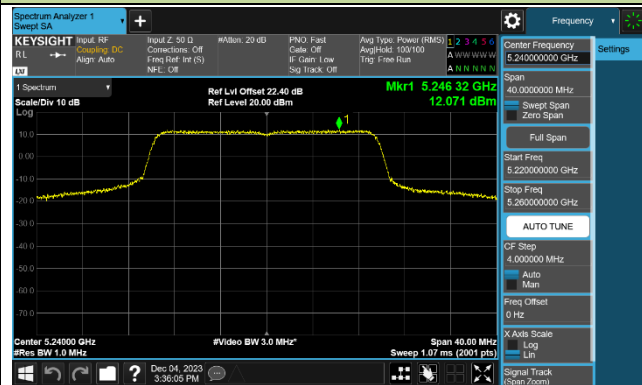 Spectrum Analyzer 1
Swept SA
+
Frequency
KEYSIGHT
RL
LXI
Input: RF
Coupling: DC
Align: Auto
Input Z: 50 Ω
Corrections: Off
Freq Ref: Int (S)
NFE: Off
#Atten: 20 dB
PNO: Fast
Gate: Off
IF Gain: Low
Sig Track: Off
Avg Type: Power (RMS)
Avg|Hold: 100/100
Trig: Free Run
1 2 3 4 5 6
A W W W W W
A N N N N N
1 Spectrum
Scale/Div 10 dB
Log
Ref Lvl Offset 22.40 dB
Ref Level 20.00 dBm
Mkr1 5.246 32 GHz
12.071 dBm
1
10.0
0.00
-10.0
-20.0
-30.0
-40.0
-50.0
-60.0
-70.0
Center 5.24000 GHz
#Res BW 1.0 MHz
#Video BW 3.0 MHz*
Span 40.00 MHz
Sweep 1.07 ms (2001 pts)
Dec 04, 2023
3:36:05 PM
?
Center Frequency
5.240000000 GHz
Settings
Span
40.0000000 MHz
Swept Span
Zero Span
Full Span
Start Freq
5.220000000 GHz
Stop Freq
5.260000000 GHz
AUTO TUNE
CF Step
4.000000 MHz
Auto
Man
Freq Offset
0 Hz
X Axis Scale
Log
Lin
Signal Track
(Span Zoom)